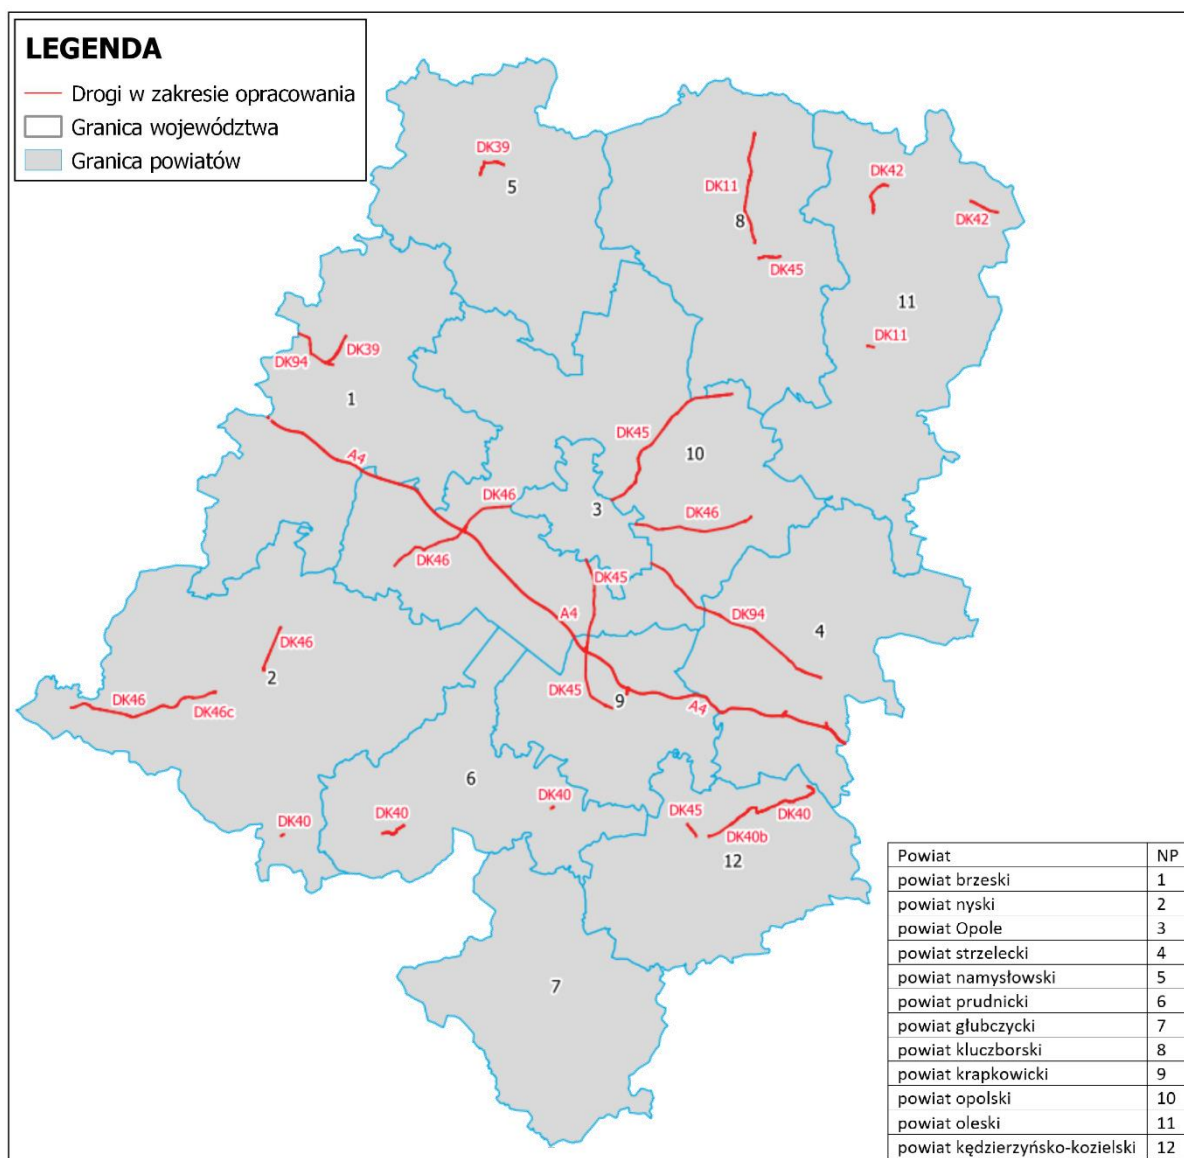 LEGENDA
Drogi w zakresie opracowania
Granica województwa
Granica powiatów
DK39
5
DK11
8
DK45
DK42
DK42
11
DK11
DK94
DK39
1
A4
DK45
10
DK46
3
DK46
DK46
DK45
A4
DK94
4
DK46
2
DK46
DK46c
DK45
9
A4
6
DK40
DK40
DK40
DK45
DK40
DK40b
12
7
Powiat NP
powiat brzeski 1
powiat nyski 2
powiat Opole 3
powiat strzelecki 4
powiat namysłowski 5
powiat prudnicki 6
powiat głubczycki 7
powiat kluczborski 8
powiat krapkowicki 9
powiat opolski 10
powiat oleski 11
powiat kędzierzyńsko-kozielski 12